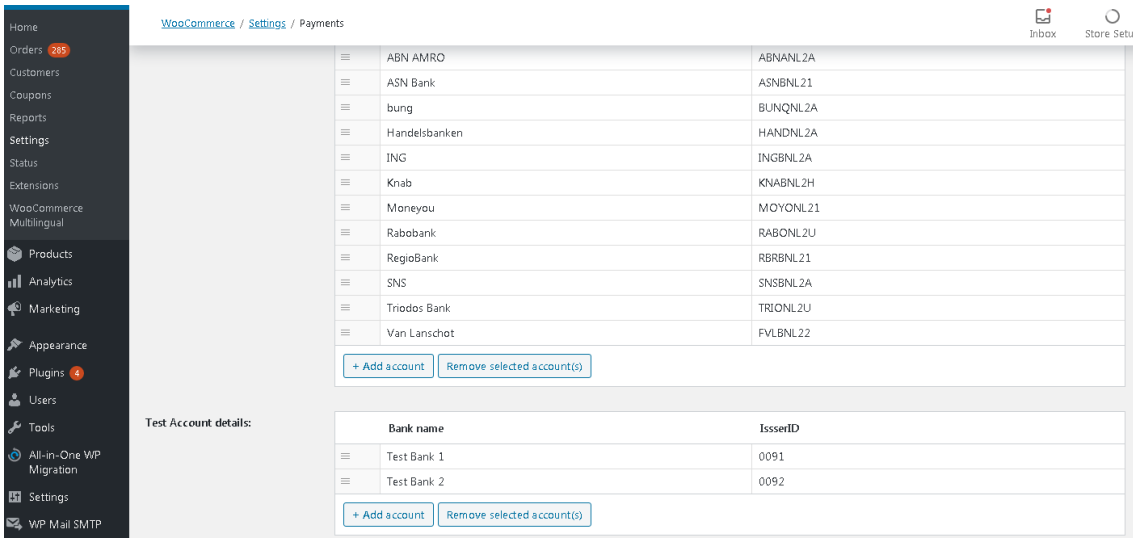 Home
Orders 285
Customers
Coupons
Reports
Settings
Status
Extensions
WooCommerce
Multilingual
Products
Analytics
Marketing
Appearance
Plugins 4
Users
Tools
All-in-One WP
Migration
Settings
WP Mail SMTP
WooCommerce / Settings / Payments
Inbox
Store Setu
ABN AMRO ABNANL2A
ASN Bank ASNBNL21
bunq BUNQNL2A
Handelsbanken HANDNL2A
ING INGBNL2A
Knab KNABNL2H
Moneyou MOYONL21
Rabobank RABONL2U
RegioBank RBRBNL21
SNS SNSBNL2A
Triodos Bank TRIONL2U
Van Lanschot FVLBNL22
+ Add account Remove selected account(s)
Test Account details:
Bank name IssserID
Test Bank 1 0091
Test Bank 2 0092
+ Add account Remove selected account(s)